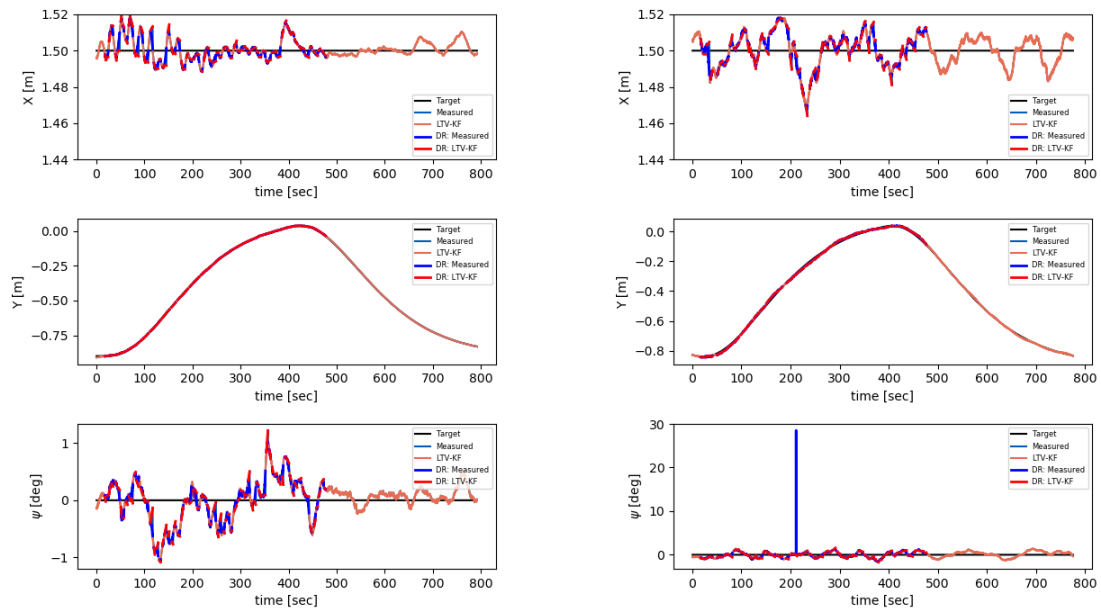 1.52
1.50
1.48
1.46
1.44
X [m]
Target
Measured
LTV-KF
DR: Measured
DR: LTV-KF
0 100 200 300 400 500 600 700 800
time [sec]
1.52
1.50
1.48
1.46
1.44
X [m]
Target
Measured
LTV-KF
DR: Measured
DR: LTV-KF
0 100 200 300 400 500 600 700 800
time [sec]
0.00
−0.25
−0.50
−0.75
Y [m]
Target
Measured
LTV-KF
DR: Measured
DR: LTV-KF
0 100 200 300 400 500 600 700 800
time [sec]
0.0
−0.2
−0.4
−0.6
−0.8
Y [m]
Target
Measured
LTV-KF
DR: Measured
DR: LTV-KF
0 100 200 300 400 500 600 700 800
time [sec]
1
0
−1
ψ [deg]
Target
Measured
LTV-KF
DR: Measured
DR: LTV-KF
0 100 200 300 400 500 600 700 800
time [sec]
30
20
10
0
ψ [deg]
Target
Measured
LTV-KF
DR: Measured
DR: LTV-KF
0 100 200 300 400 500 600 700 800
time [sec]